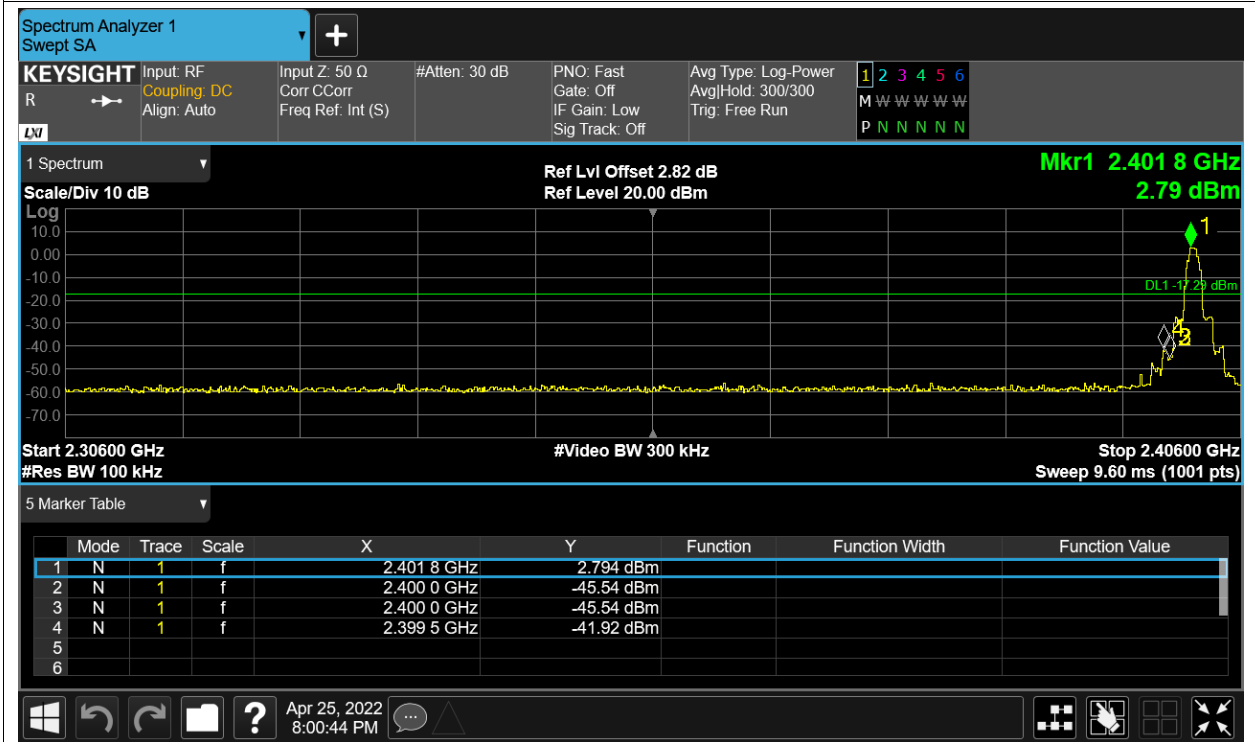 Spectrum Analyzer 1
Swept SA
+
KEYSIGHT Input: RF Input Z: 50 Ω #Atten: 30 dB PNO: Fast Avg Type: Log-Power 1 2 3 4 5 6
R Coupling: DC Corr CCorr Gate: Off Avg|Hold: 300/300 M W W W W W
Align: Auto Freq Ref: Int (S) IF Gain: Low Trig: Free Run
LXI Sig Track: Off P N N N N N N
1 Spectrum Ref Lvl Offset 2.82 dB Mkr1 2.401 8 GHz
Scale/Div 10 dB Ref Level 20.00 dBm 2.79 dBm
Log
10.0 1
0.00
-10.0
DL1 -17.29 dBm
-20.0
-30.0
-40.0
-50.0
-60.0
-70.0
Start 2.30600 GHz #Video BW 300 kHz Stop 2.40600 GHz
#Res BW 100 kHz Sweep 9.60 ms (1001 pts)
5 Marker Table
Mode Trace Scale X Y Function Function Width Function Value
1 N 1 f 2.401 8 GHz 2.794 dBm
2 N 1 f 2.400 0 GHz -45.54 dBm
3 N 1 f 2.400 0 GHz -45.54 dBm
4 N 1 f 2.399 5 GHz -41.92 dBm
5
6
? Apr 25, 2022
8:00:44 PM